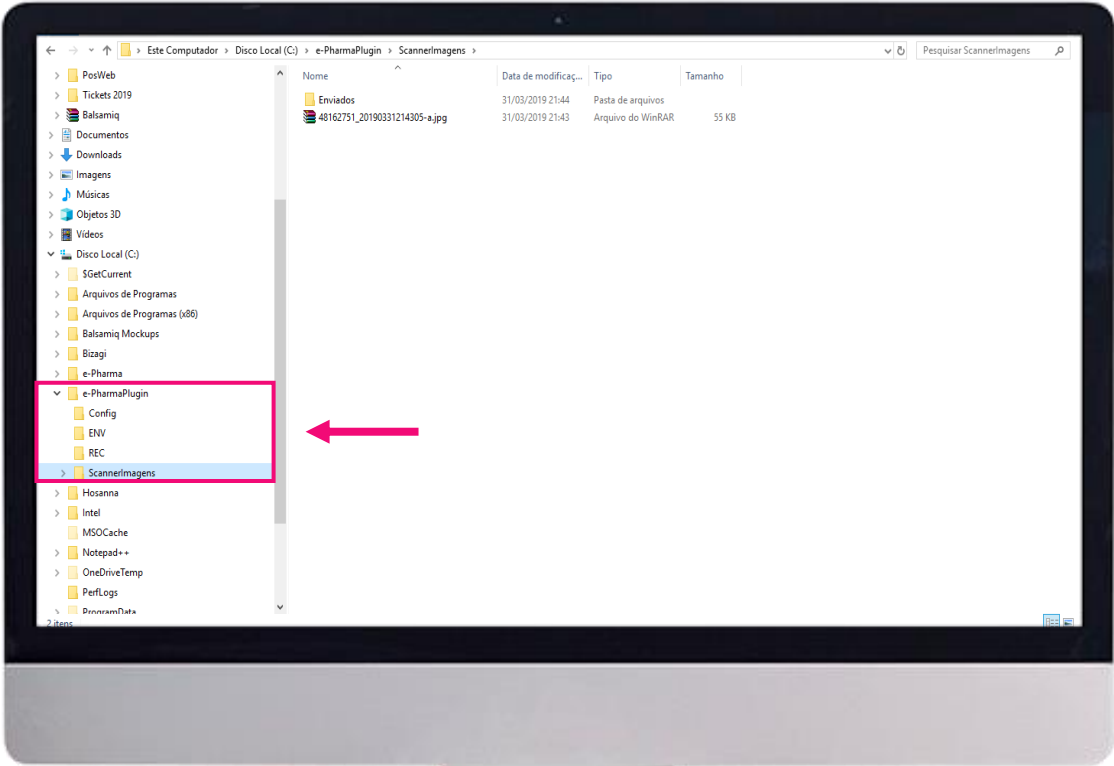 Este Computador > Disco Local (C:) > e-PharmaPlugin > ScannerImagens >
Pesquisar ScannerImagens
PosWeb
Tickets 2019
Balsamiq
Documentos
Downloads
Imagens
Músicas
Objetos 3D
Vídeos
Disco Local (C:)
$GetCurrent
Arquivos de Programas
Arquivos de Programas (x86)
Balsamiq Mockups
Bizagi
e-Pharma
e-PharmaPlugin
Config
ENV
REC
ScannerImagens
Hosanna
Intel
MSOCache
Notepad++
OneDriveTemp
PerfLogs
ProgramData
2 itens
Nome Data de modificaç... Tipo Tamanho
Enviados 31/03/2019 21:44 Pasta de arquivos
48162751_20190331214305-a.jpg 31/03/2019 21:43 Arquivo do WinRAR 55 KB